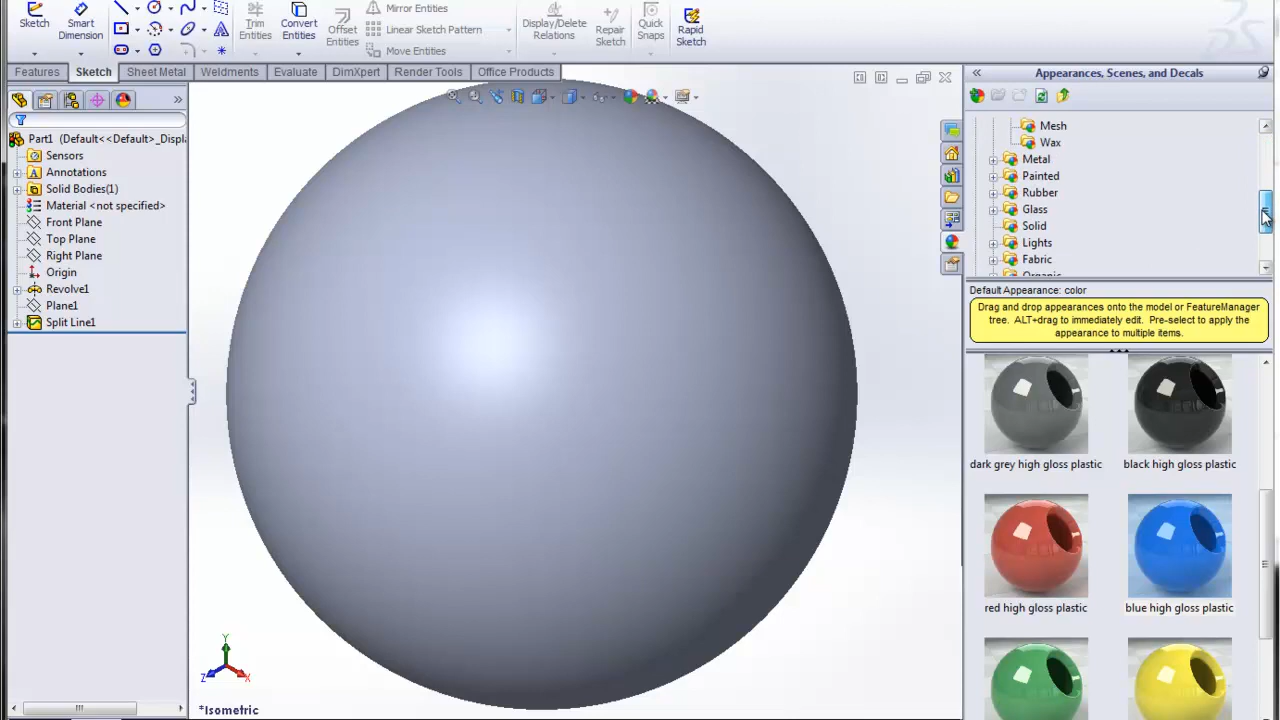 Sketch
Smart Dimension
Trim Entities
Convert Entities
Offset Entities
Mirror Entities
Linear Sketch Pattern
Move Entities
Display/Delete Relations
Repair Sketch
Quick Snaps
Rapid Sketch
Features
Sketch
Sheet Metal
Weldments
Evaluate
DimXpert
Render Tools
Office Products
Part1 (Default<<Default>_Displa
Sensors
Annotations
Solid Bodies(1)
Material <not specified>
Front Plane
Top Plane
Right Plane
Origin
Revolve1
Plane1
Split Line1
Y
Z
X
*Isometric
Appearances, Scenes, and Decals
Mesh
Wax
Metal
Painted
Rubber
Glass
Solid
Lights
Fabric
Organic
Default Appearance: color
Drag and drop appearances onto the model or FeatureManager
tree. ALT+drag to immediately edit. Pre-select to apply the
appearance to multiple items.
dark grey high gloss plastic
black high gloss plastic
red high gloss plastic
blue high gloss plastic